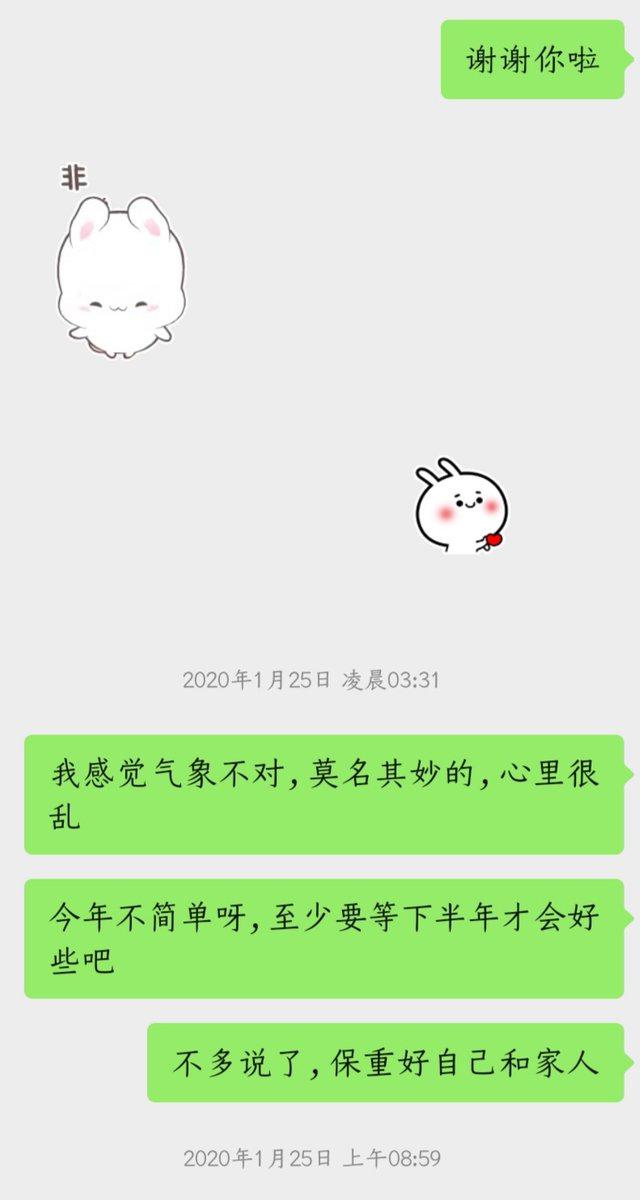 谢谢你啦
非
2020年1月25日 凌晨03:31
我感觉气象不对,莫名其妙的,心里很
乱
今年不简单呀,至少要等下半年才会好
些吧
不多说了,保重好自己和家人
2020年1月25日 上午08:59